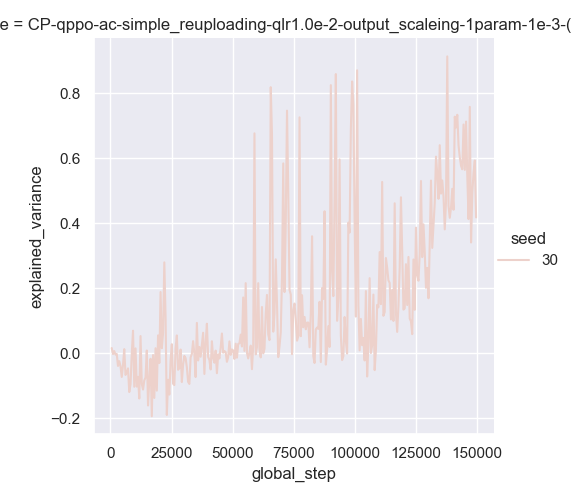 e = CP-qppo-ac-simple_reuploading-qlr1.0e-2-output_scaleing-1param-1e-3-(
0.8
0.6
0.4
0.2
0.0
−0.2
explained_variance
0 25000 50000 75000 100000 125000 150000
global_step
seed
30